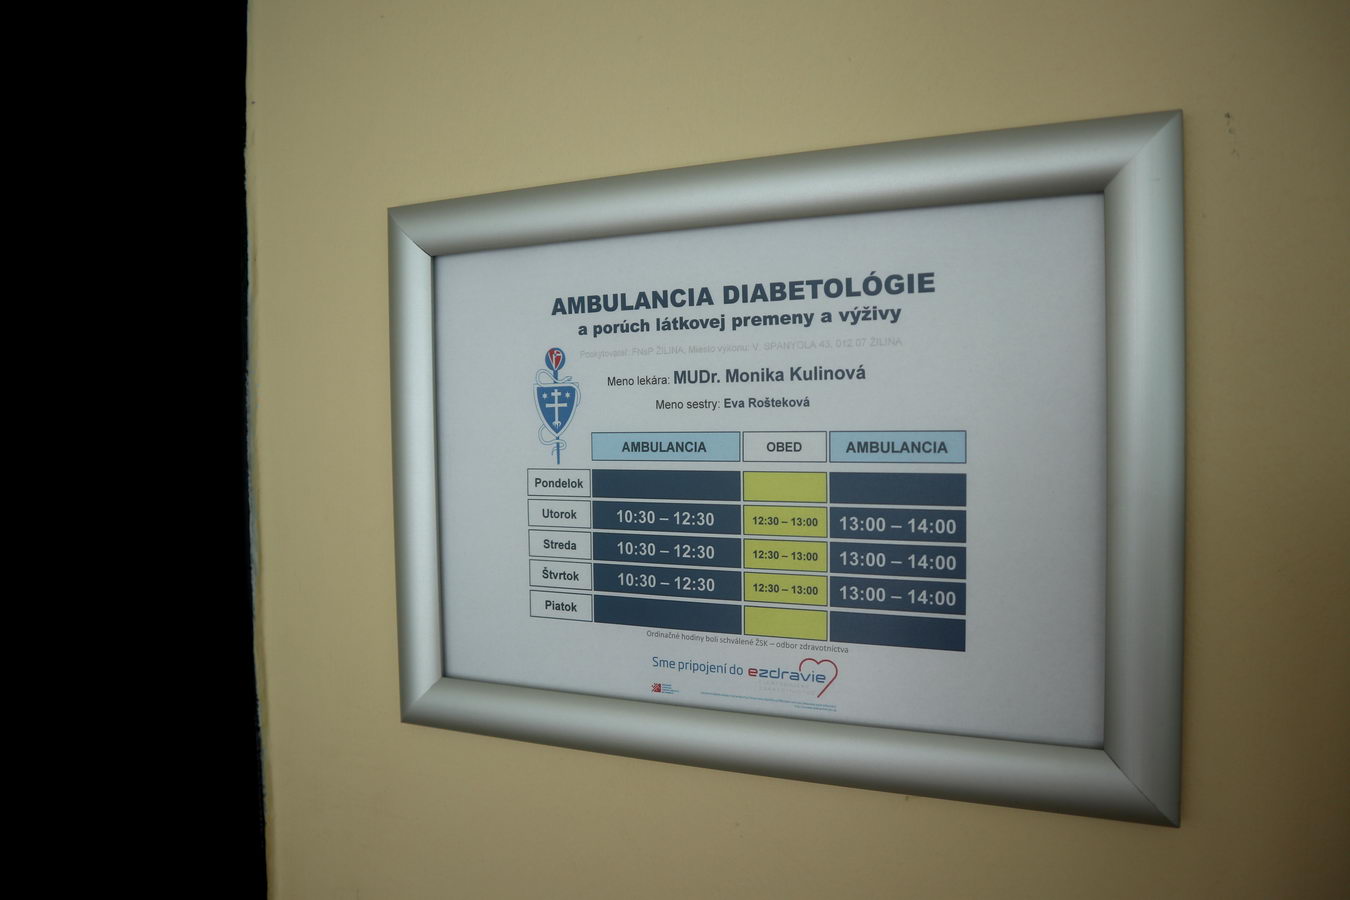 AMBULANCIA DIABETOLÓGIE
a porúch látkovej premeny a výživy
Poskytovateľ: FNsP ŽILINA, Miesto výkonu: V. SPANYOLA 43, 012 07 ŽILINA
Meno lekára: MUDr. Monika Kulinová
Meno sestry: Eva Rošteková
AMBULANCIA OBED AMBULANCIA
Pondelok
Utorok 10:30 – 12:30 12:30 – 13:00 13:00 – 14:00
Streda 10:30 – 12:30 12:30 – 13:00 13:00 – 14:00
Štvrtok 10:30 – 12:30 12:30 – 13:00 13:00 – 14:00
Piatok
Ordinačné hodiny boli schválené ŽSK – odbor zdravotníctva
Sme pripojení do ezdravie